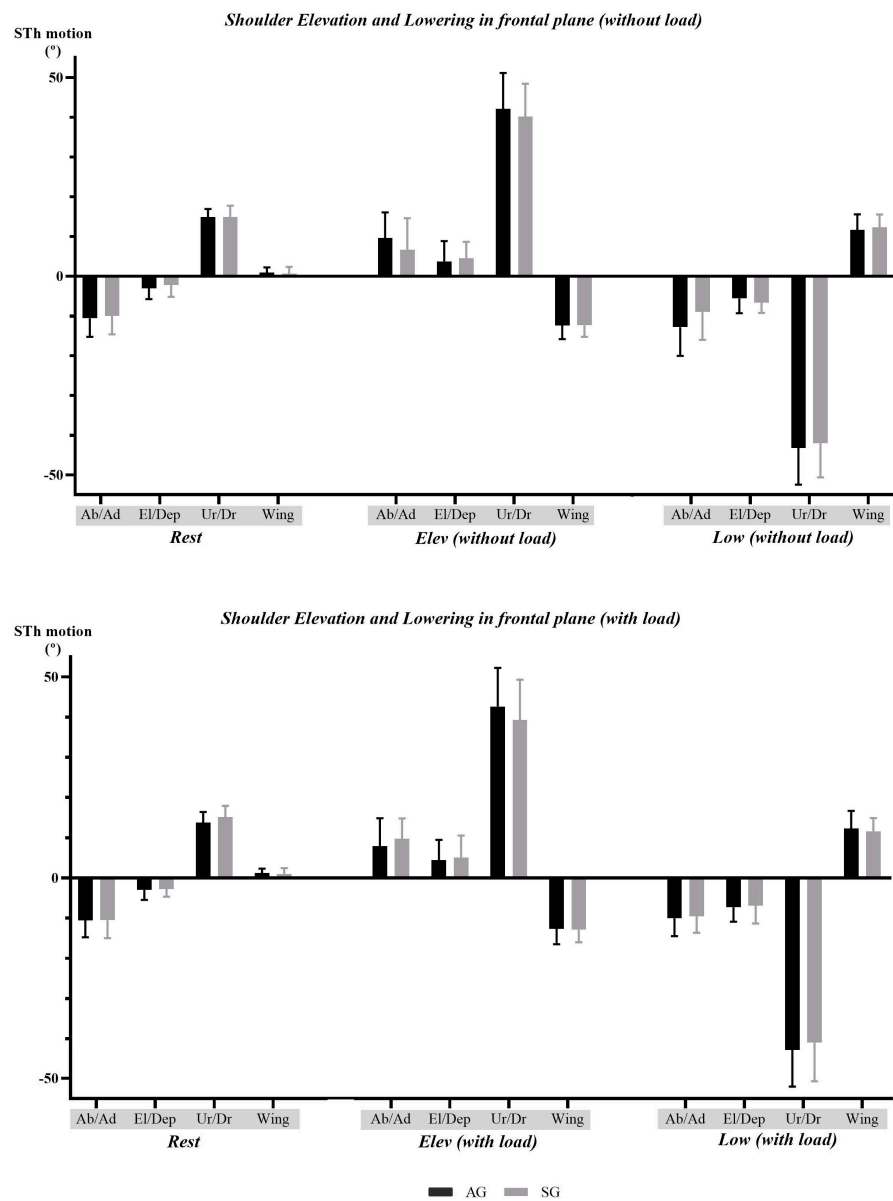 Shoulder Elevation and Lowering in frontal plane (without load)
STh motion
(º)
50
0
-50
Ab/Ad El/Dep Ur/Dr Wing Ab/Ad El/Dep Ur/Dr Wing Ab/Ad El/Dep Ur/Dr Wing
Rest Elev (without load) Low (without load)
Shoulder Elevation and Lowering in frontal plane (with load)
STh motion
(º)
50
0
-50
Ab/Ad El/Dep Ur/Dr Wing Ab/Ad El/Dep Ur/Dr Wing Ab/Ad El/Dep Ur/Dr Wing
Rest Elev (with load) Low (with load)
AG SG